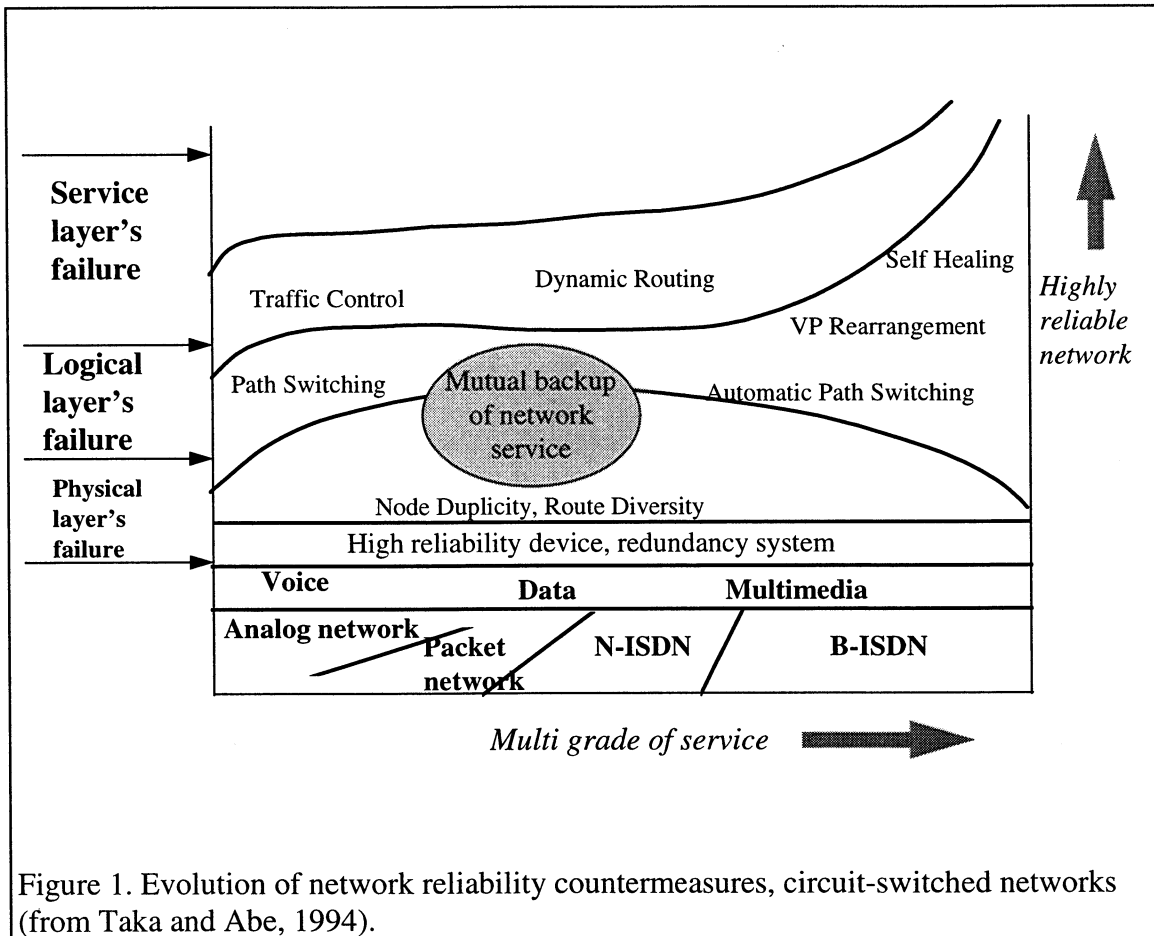 Service
layer's
failure
Traffic Control
Dynamic Routing
Self Healing
Highly
reliable
network
VP Rearrangement
Logical
layer's
failure
Path Switching
Mutual backup
of network
service
Automatic Path Switching
Physical
layer's
failure
Node Duplicity, Route Diversity
High reliability device, redundancy system
Voice
Data
Multimedia
Analog network
Packet
network
N-ISDN
B-ISDN
Multi grade of service
Figure 1. Evolution of network reliability countermeasures, circuit-switched networks
(from Taka and Abe, 1994).